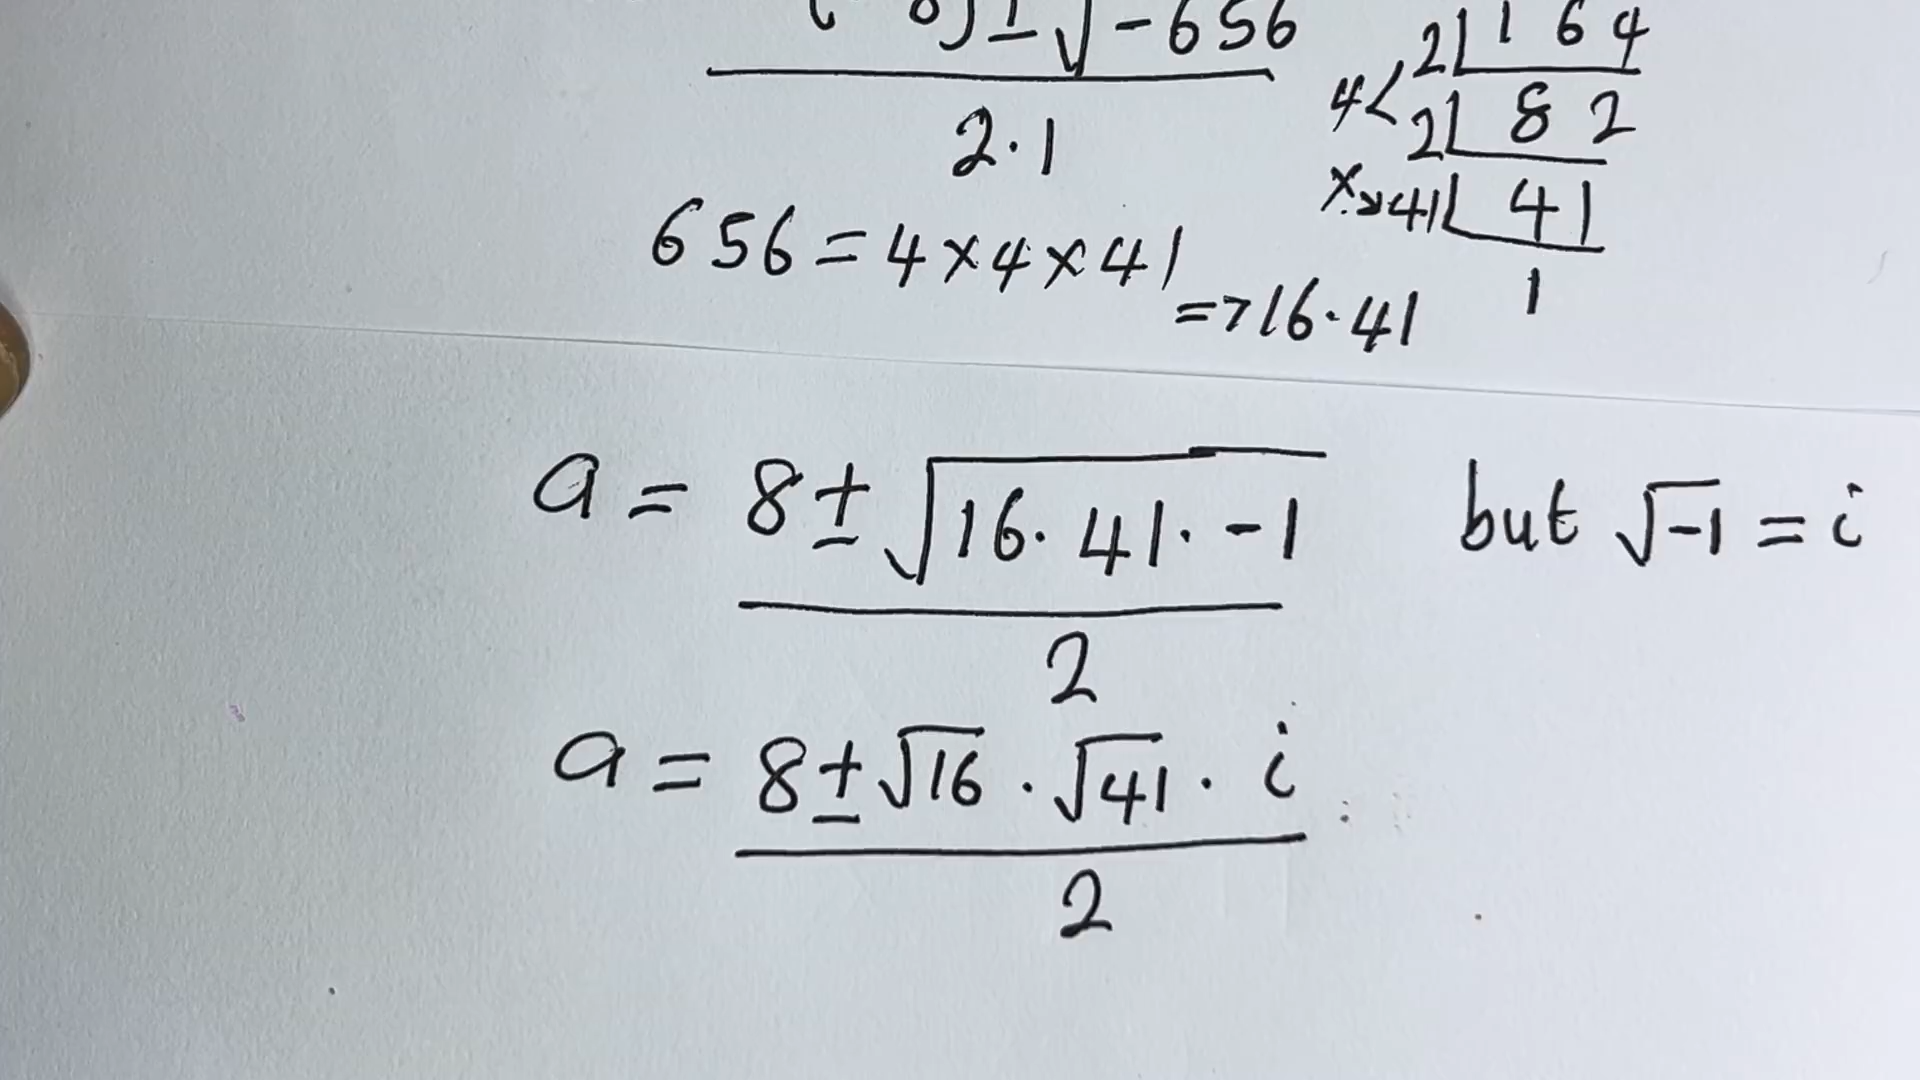 -(-8) ± √-656
2·1
2 | 164
4< 2 | 82
x → 41 | 41
1
656 = 4 x 4 x 41
=> 16·41
a = 8 ± √16· 41· -1 but √-1 = i
2
a = 8 ± √16 · √41 · i
2